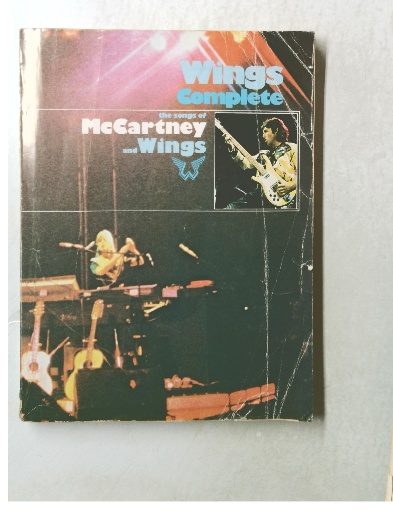 Wings
Complete
the songs of
McCartney
and Wings
W